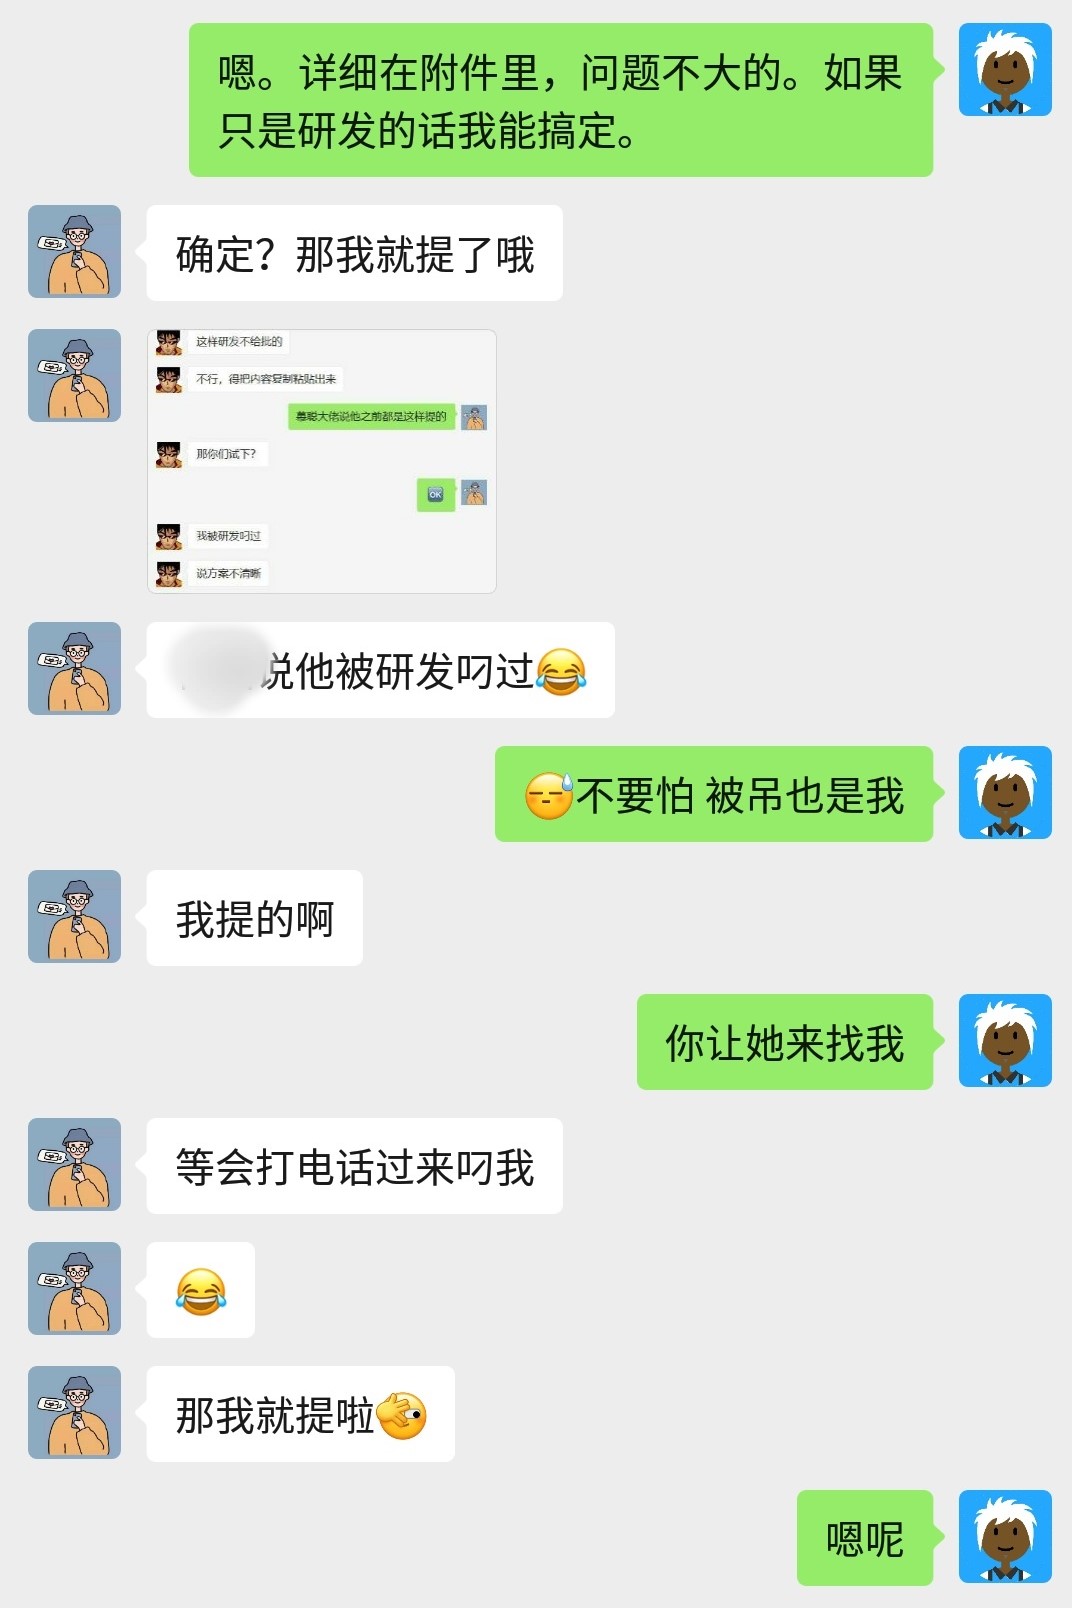 嗯。详细在附件里，问题不大的。如果
只是研发的话我能搞定。
确定？那我就提了哦
这样研发不给批的
不行，得把内容复制粘贴出来
慕聪大佬说他之前都是这样提的
那你们试下？
OK
我被研发叼过
说方案不清晰
说他被研发叼过😂
😓不要怕 被吊也是我
我提的啊
你让她来找我
等会打电话过来叼我
😂
那我就提啦🫣
嗯呢